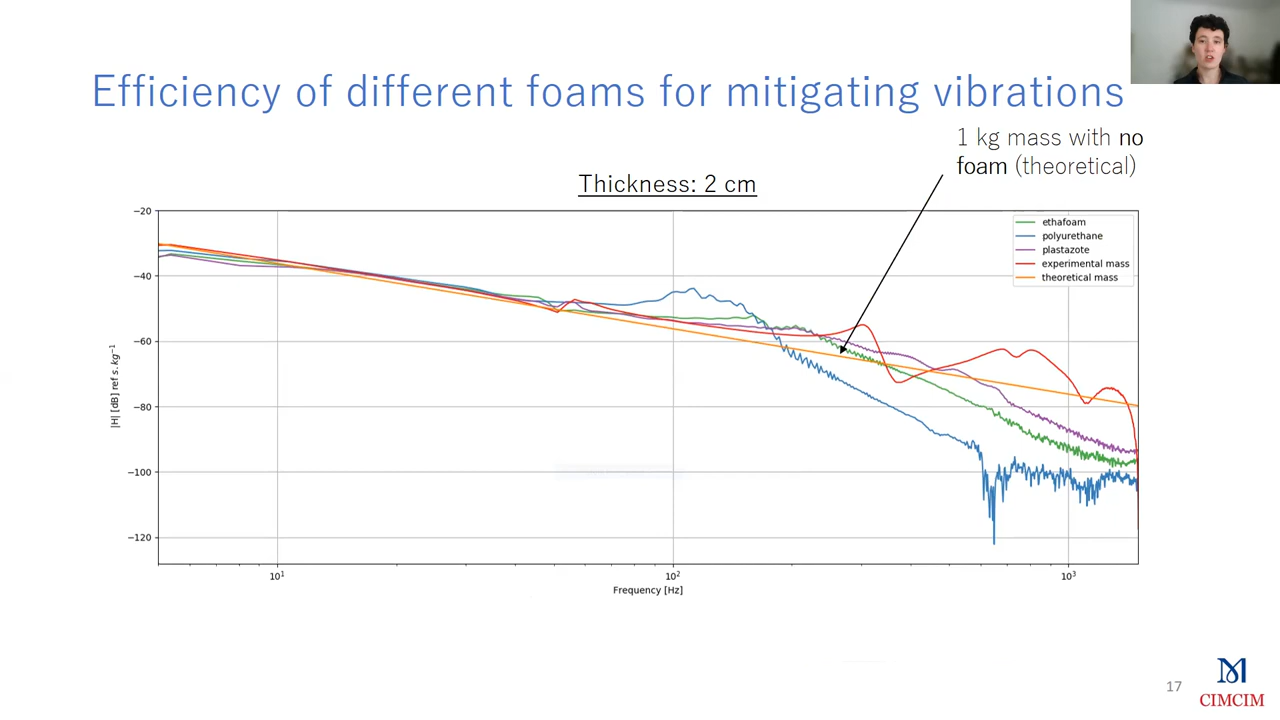 Efficiency of different foams for mitigating vibrations
1 kg mass with no
foam (theoretical)
Thickness: 2 cm
ethafoam
polyurethane
plastazote
experimental mass
theoretical mass
−20
−40
−60
−80
−100
−120
|H| [dB] ref s.kg⁻¹
10¹
10²
10³
Frequency [Hz]
17
CIMCIM